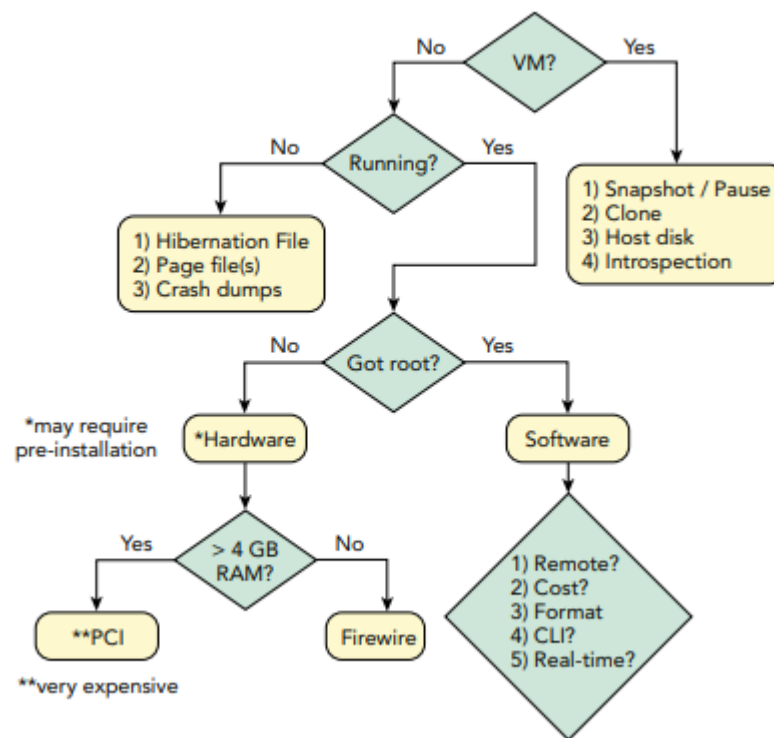 VM?
No
Yes
Running?
No
Yes
1) Snapshot / Pause
2) Clone
3) Host disk
4) Introspection
1) Hibernation File
2) Page file(s)
3) Crash dumps
Got root?
No
Yes
*may require
pre-installation
*Hardware
Software
> 4 GB
RAM?
Yes
No
1) Remote?
2) Cost?
3) Format
4) CLI?
5) Real-time?
**PCI
Firewire
**very expensive